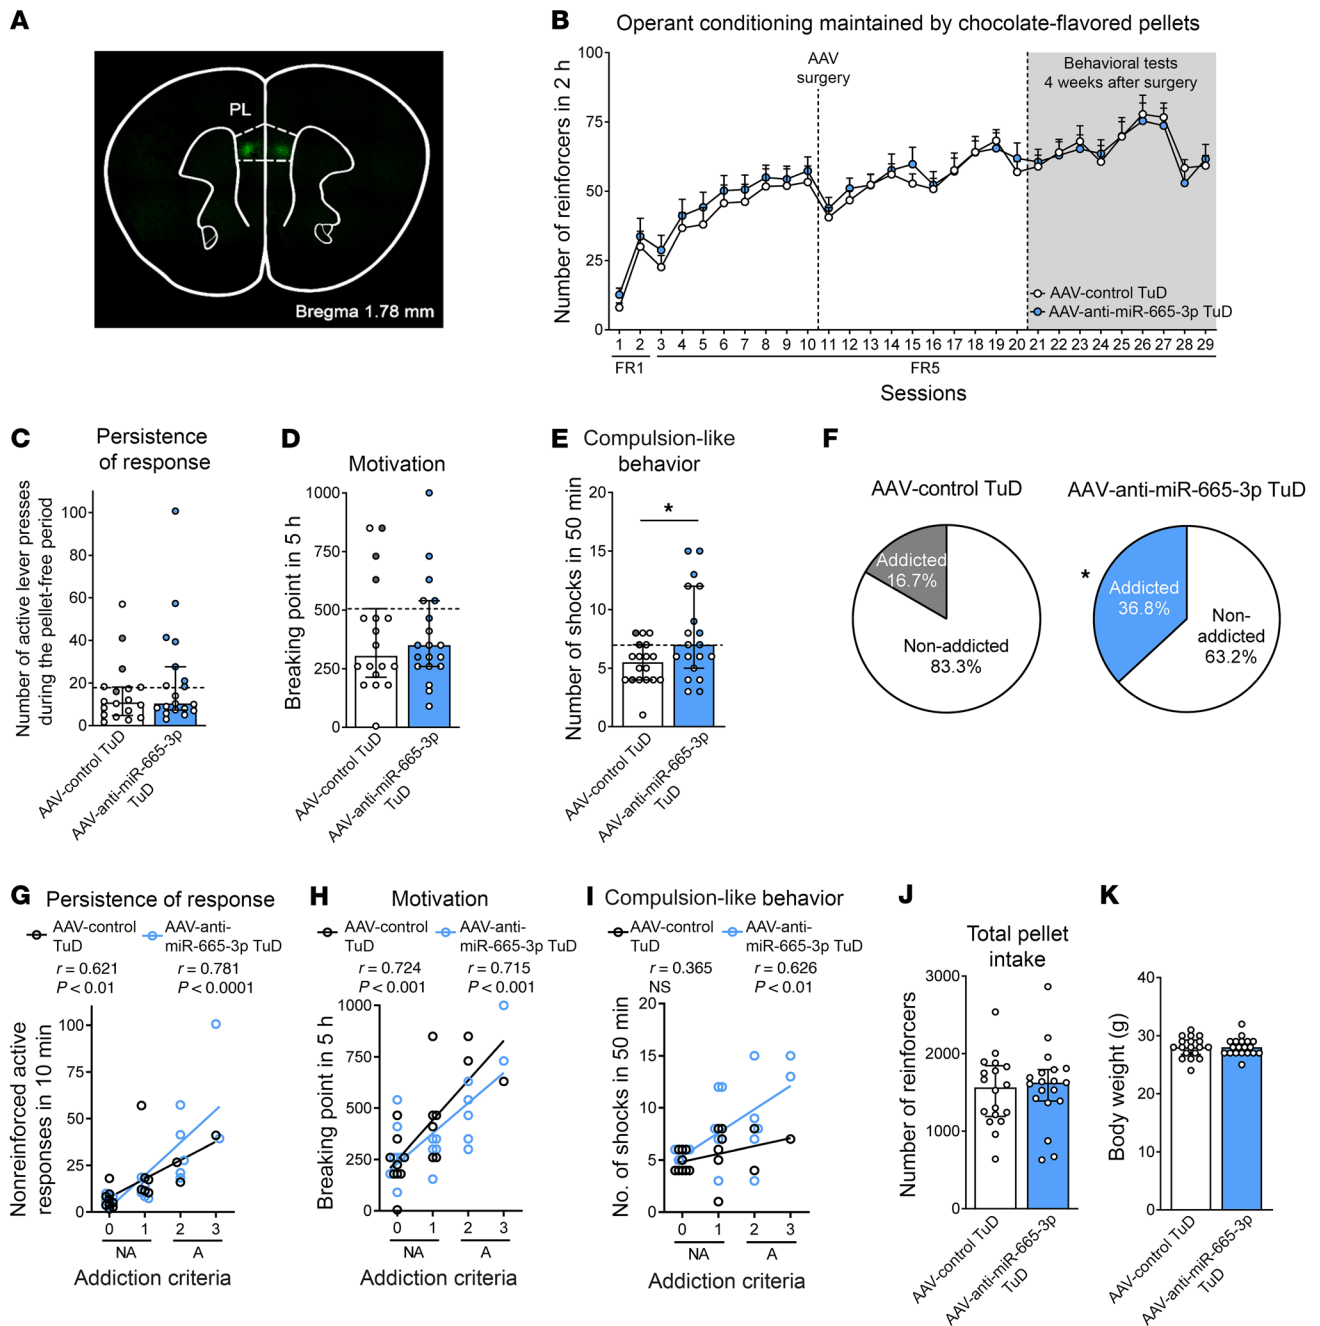 A
PL
Bregma 1.78 mm
B
Operant conditioning maintained by chocolate-flavored pellets
Number of reinforcers in 2 h
100
75
50
25
0
AAV
surgery
Behavioral tests
4 weeks after surgery
AAV-control TuD
AAV-anti-miR-665-3p TuD
1 2 3 4 5 6 7 8 9 10 11 12 13 14 15 16 17 18 19 20 21 22 23 24 25 26 27 28 29
FR1
FR5
Sessions
C
Persistence
of response
Number of active lever presses
during the pellet-free period
100
80
60
40
20
0
AAV-control TuD
AAV-anti-miR-665-3p
TuD
D
Motivation
Breaking point in 5 h
1000
750
500
250
0
AAV-control TuD
AAV-anti-miR-665-3p
TuD
E
Compulsion-like
behavior
Number of shocks in 50 min
20
15
10
5
0
*
AAV-control TuD
AAV-anti-miR-665-3p
TuD
F
AAV-control TuD
Addicted
16.7%
Non-addicted
83.3%
AAV-anti-miR-665-3p TuD
*
Addicted
36.8%
Non-
addicted
63.2%
G
Persistence of response
AAV-control
TuD
AAV-anti-
miR-665-3p TuD
r = 0.621
P < 0.01
r = 0.781
P < 0.0001
Nonreinforced active
responses in 10 min
100
75
50
25
0
0 1 2 3
NA
A
Addiction criteria
H
Motivation
AAV-control
TuD
AAV-anti-
miR-665-3p TuD
r = 0.724
P < 0.001
r = 0.715
P < 0.001
Breaking point in 5 h
1000
750
500
250
0
0 1 2 3
NA
A
Addiction criteria
I
Compulsion-like behavior
AAV-control
TuD
AAV-anti-
miR-665-3p TuD
r = 0.365
NS
r = 0.626
P < 0.01
No. of shocks in 50 min
20
15
10
5
0
0 1 2 3
NA
A
Addiction criteria
J
Total pellet
intake
Number of reinforcers
3000
2000
1000
0
AAV-control TuD
AAV-anti-miR-665-3p
TuD
K
Body weight (g)
40
30
20
10
0
AAV-control TuD
AAV-anti-miR-665-3p
TuD